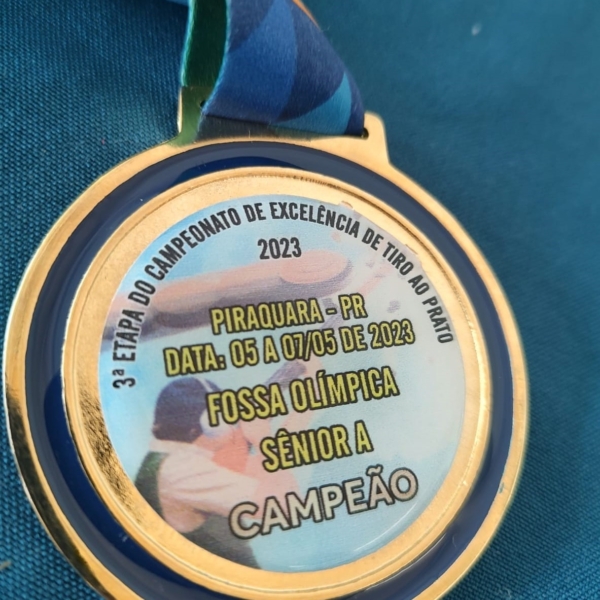 3ª ETAPA DO CAMPEONATO DE EXCELÊNCIA DE TIRO AO PRATO
2023
PIRAQUARA - PR
DATA: 05 A 07/05 DE 2023
FOSSA OLÍMPICA
SÊNIOR A
CAMPEÃO